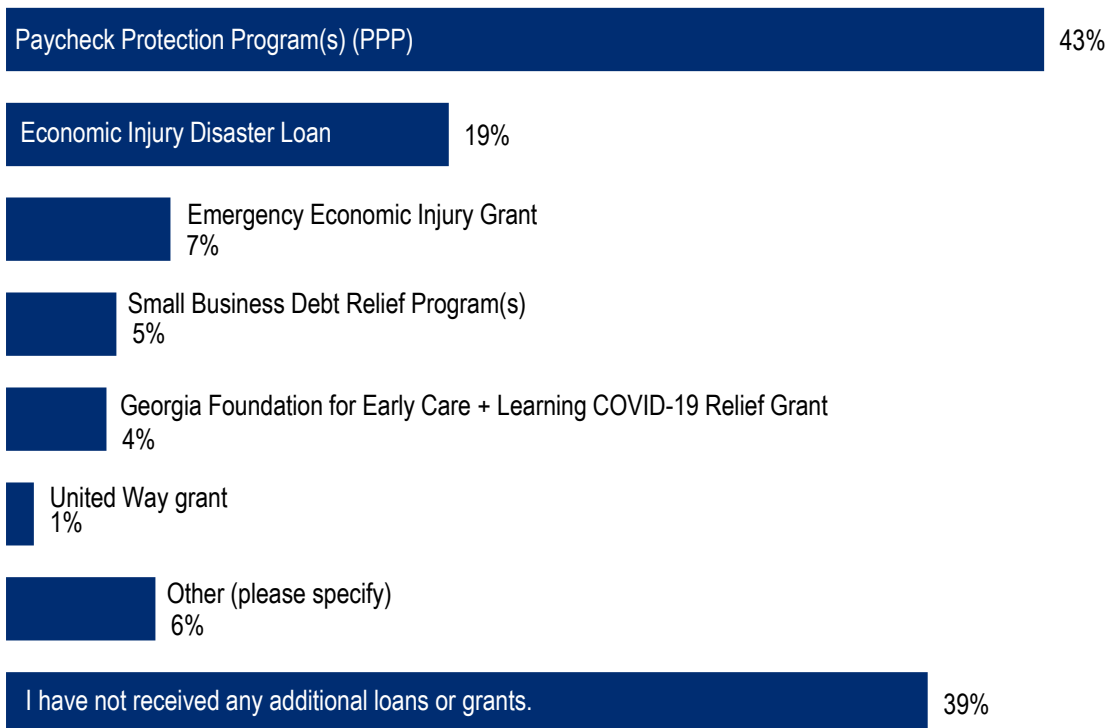 Paycheck Protection Program(s) (PPP)
43%
Economic Injury Disaster Loan
19%
Emergency Economic Injury Grant
7%
Small Business Debt Relief Program(s)
5%
Georgia Foundation for Early Care + Learning COVID-19 Relief Grant
4%
United Way grant
1%
Other (please specify)
6%
I have not received any additional loans or grants.
39%